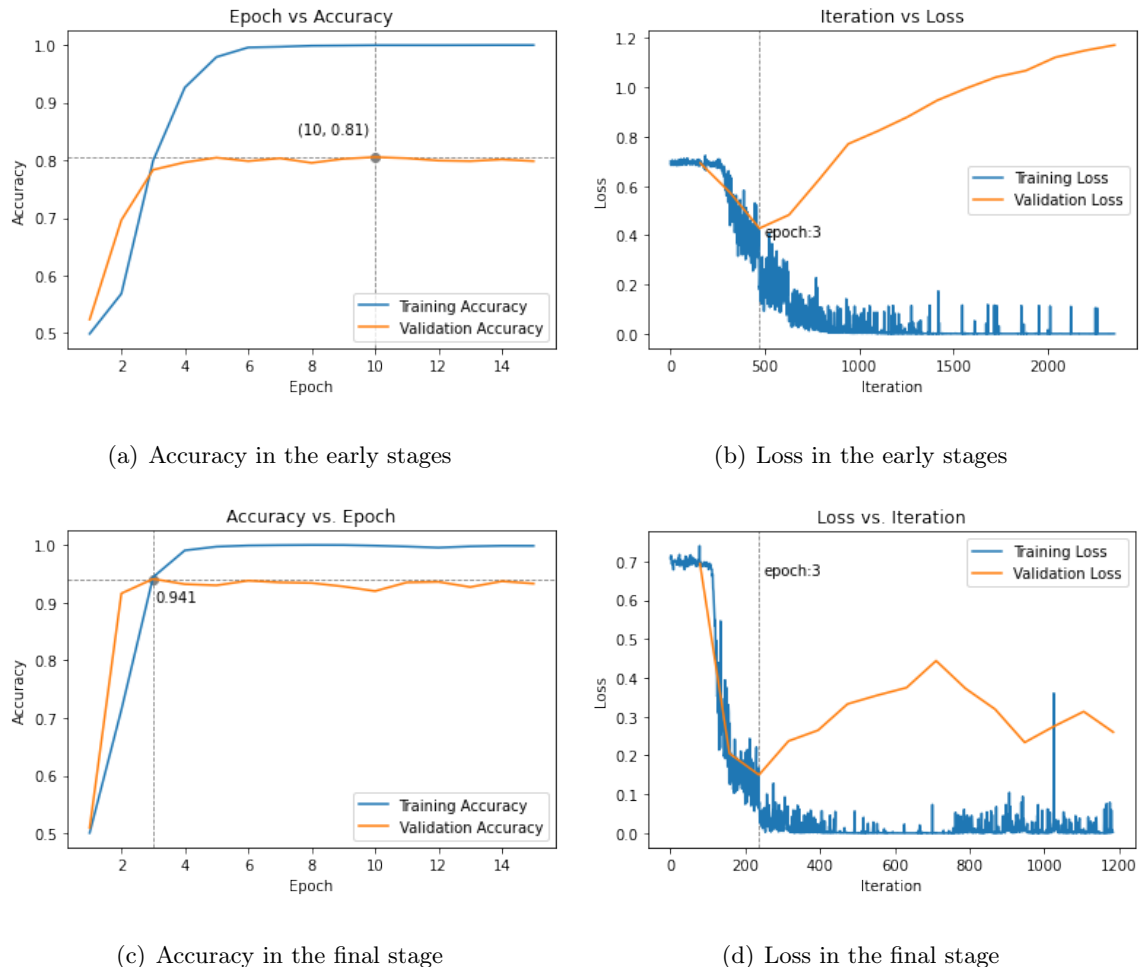 Epoch vs Accuracy
1.0
0.9
0.8
0.7
0.6
0.5
Accuracy
(10, 0.81)
Training Accuracy
Validation Accuracy
2 4 6 8 10 12 14
Epoch
Iteration vs Loss
1.2
1.0
0.8
0.6
0.4
0.2
0.0
Loss
Training Loss
Validation Loss
epoch:3
0 500 1000 1500 2000
Iteration
(a) Accuracy in the early stages
(b) Loss in the early stages
Accuracy vs. Epoch
1.0
0.9
0.8
0.7
0.6
0.5
Accuracy
0.941
Training Accuracy
Validation Accuracy
2 4 6 8 10 12 14
Epoch
Loss vs. Iteration
0.7
0.6
0.5
0.4
0.3
0.2
0.1
0.0
Loss
Training Loss
Validation Loss
epoch:3
0 200 400 600 800 1000 1200
Iteration
(c) Accuracy in the final stage
(d) Loss in the final stage